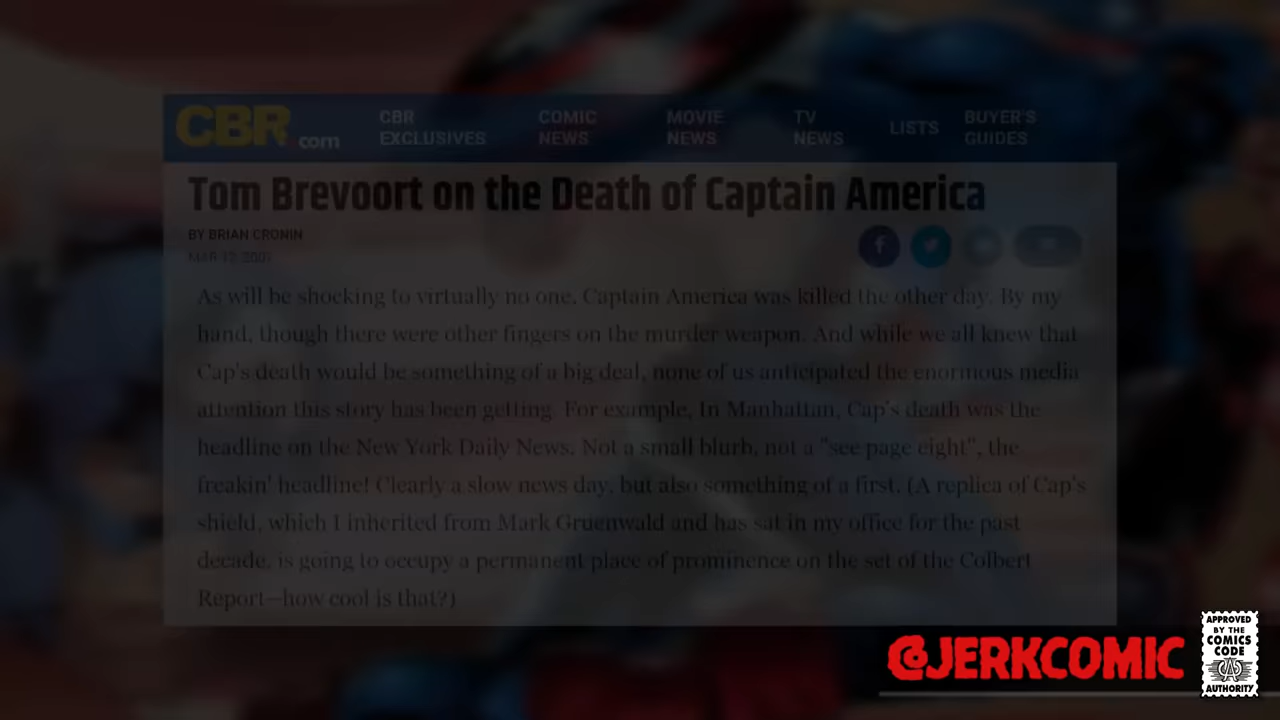 CBR.com
CBR EXCLUSIVES
COMIC NEWS
MOVIE NEWS
TV NEWS
LISTS
BUYER'S GUIDES
Tom Brevoort on the Death of Captain America
BY BRIAN CRONIN
MAR 12, 2007
As will be shocking to virtually no one, Captain America was killed the other day. By my
hand, though there were other fingers on the murder weapon. And while we all knew that
Cap's death would be something of a big deal, none of us anticipated the enormous media
attention this story has been getting. For example, In Manhattan, Cap's death was the
headline on the New York Daily News. Not a small blurb, not a "see page eight", the
freakin' headline! Clearly a slow news day, but also something of a first. (A replica of Cap's
shield, which I inherited from Mark Gruenwald and has sat in my office for the past
decade, is going to occupy a permanent place of prominence on the set of the Colbert
Report—how cool is that?)
@JERKCOMIC
APPROVED
BY THE
COMICS
CODE
AUTHORITY